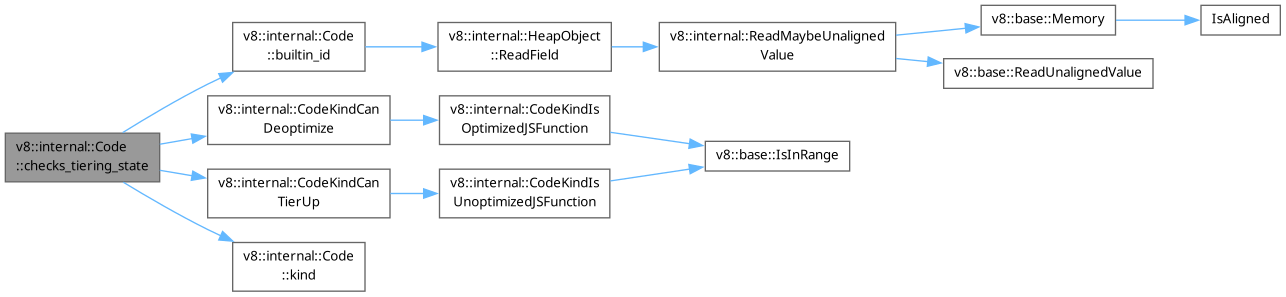 v8::internal::Code
::checks_tiering_state
v8::internal::Code
::builtin_id
v8::internal::HeapObject
::ReadField
v8::internal::ReadMaybeUnaligned
Value
v8::base::Memory
IsAligned
v8::base::ReadUnalignedValue
v8::internal::CodeKindCan
Deoptimize
v8::internal::CodeKindIs
OptimizedJSFunction
v8::base::IsInRange
v8::internal::CodeKindCan
TierUp
v8::internal::CodeKindIs
UnoptimizedJSFunction
v8::internal::Code
::kind